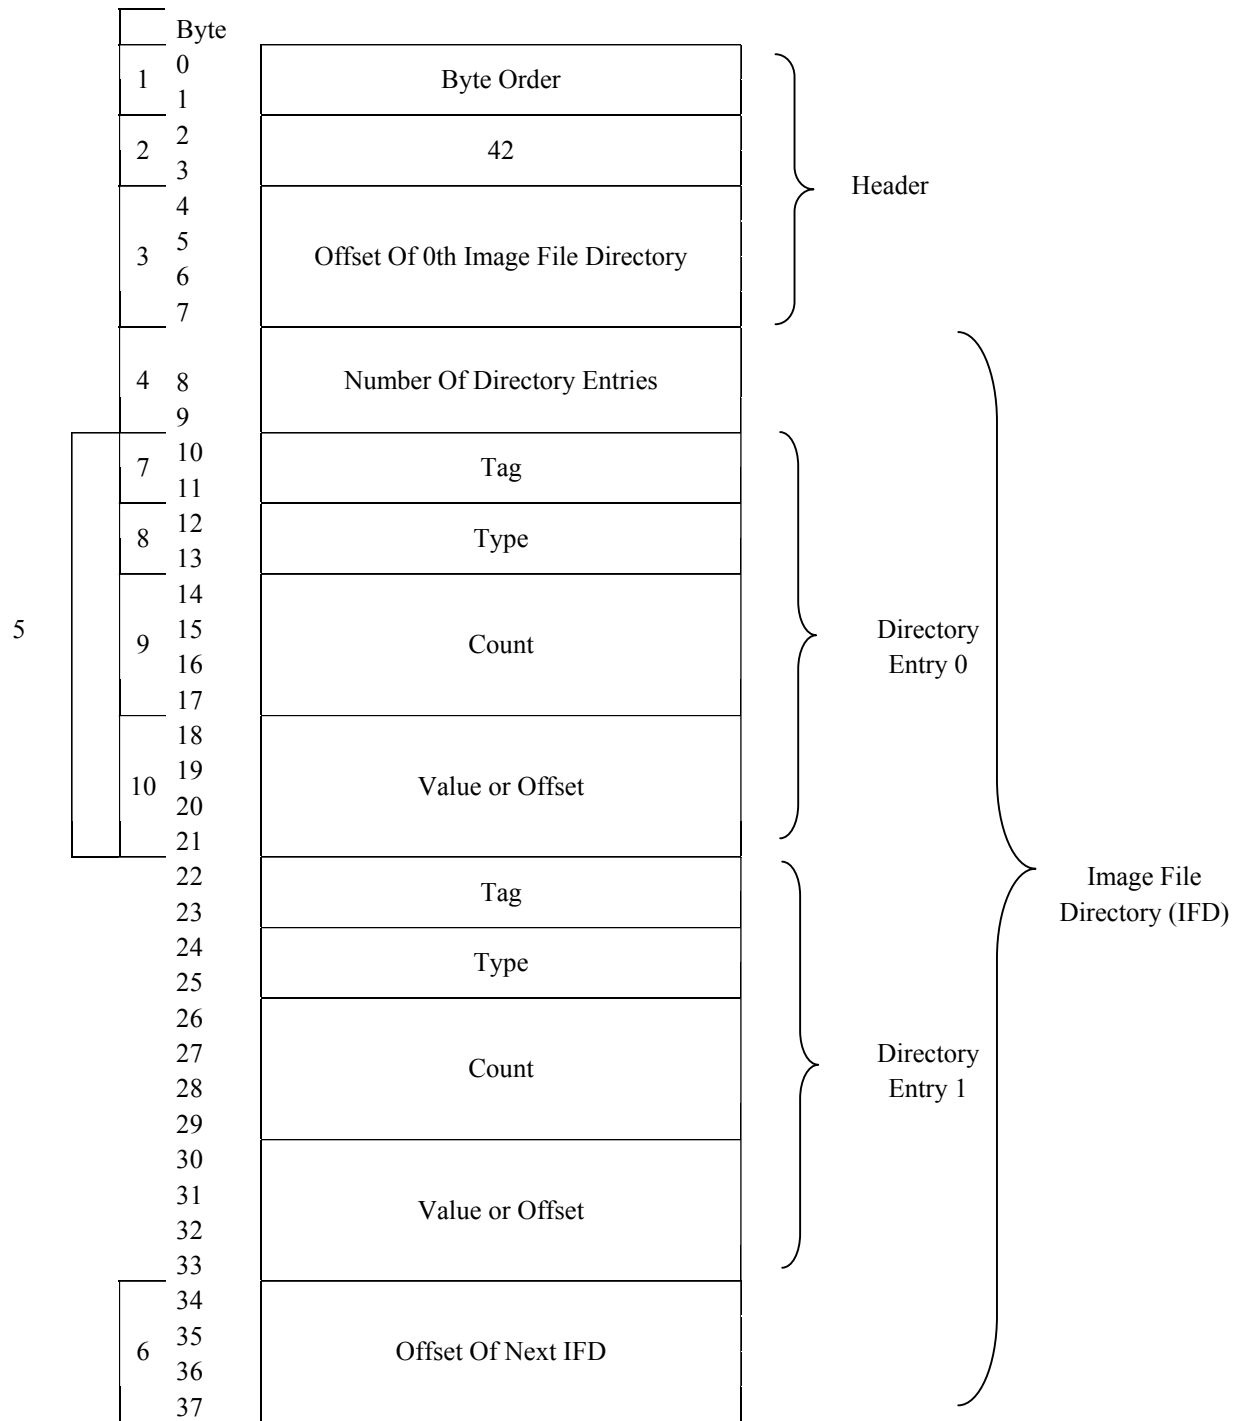 Byte
0
1 Byte Order
1
2
2 42
3
Header
4
5
3 Offset Of 0th Image File Directory
6
7
4 8 Number Of Directory Entries
9
10
7 Tag
11
12
8 Type
13
14
5 15 Directory
9 Count
16 Entry 0
17
18
19
10 Value or Offset
20
21
22
Tag Image File
23 Directory (IFD)
24
Type
25
26
27 Directory
Count
28 Entry 1
29
30
31
Value or Offset
32
33
34
35
6 Offset Of Next IFD
36
37